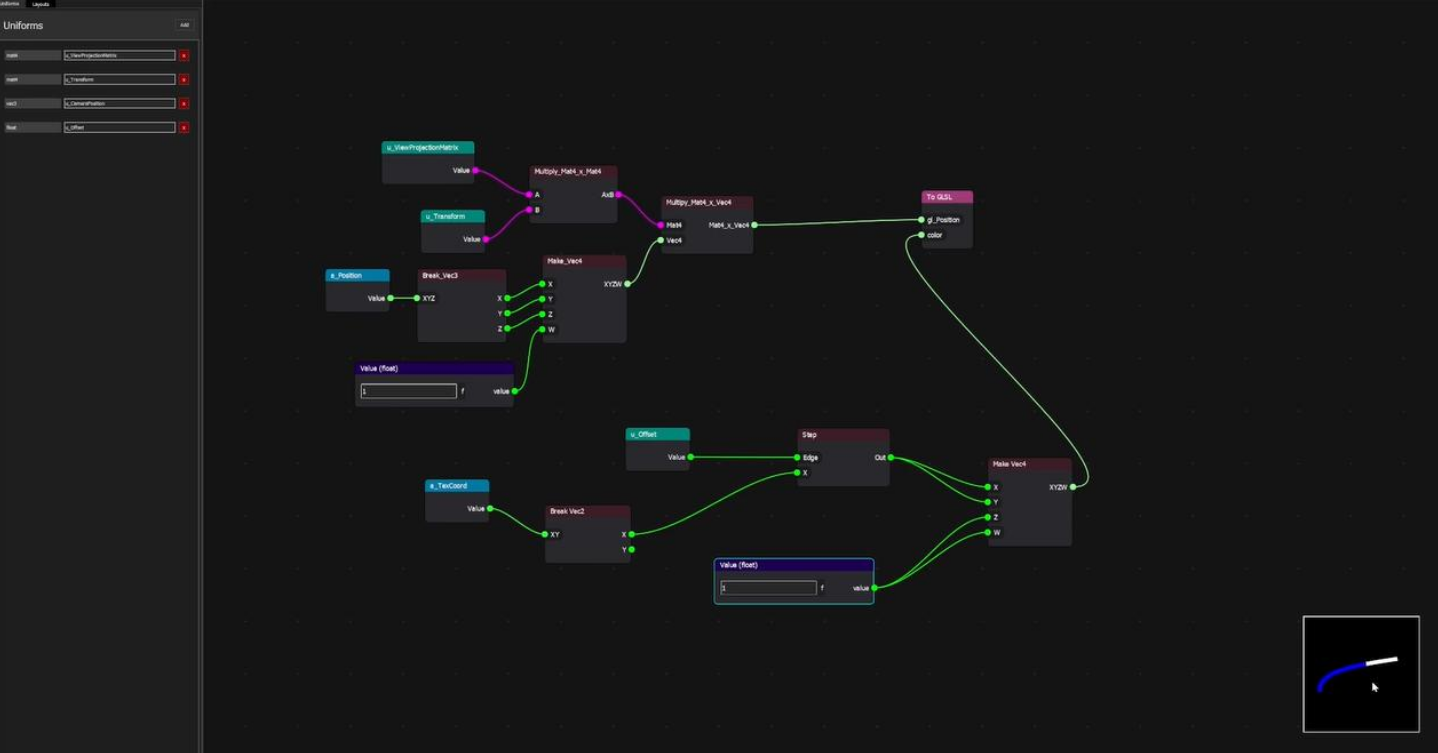 Uniforms
Layouts
Uniforms
Add
mat4
u_ViewProjectionMatrix
x
mat4
u_Transform
x
vec3
u_CameraPosition
x
float
u_Offset
x
u_ViewProjectionMatrix
Value
Multiply_Mat4_x_Mat4
A
AxB
B
u_Transform
Value
Multipy_Mat4_x_Vec4
Mat4
Mat4_x_Vec4
Vec4
To GLSL
gl_Position
color
a_Position
Value
Break_Vec3
XYZ
X
Y
Z
Make_Vec4
X
XYZW
Y
Z
W
Value (float)
1
f
value
u_Offset
Value
Step
Edge
Out
X
a_TexCoord
Value
Break Vec2
XY
X
Y
Make Vec4
X
XYZW
Y
Z
W
Value (float)
1
f
value